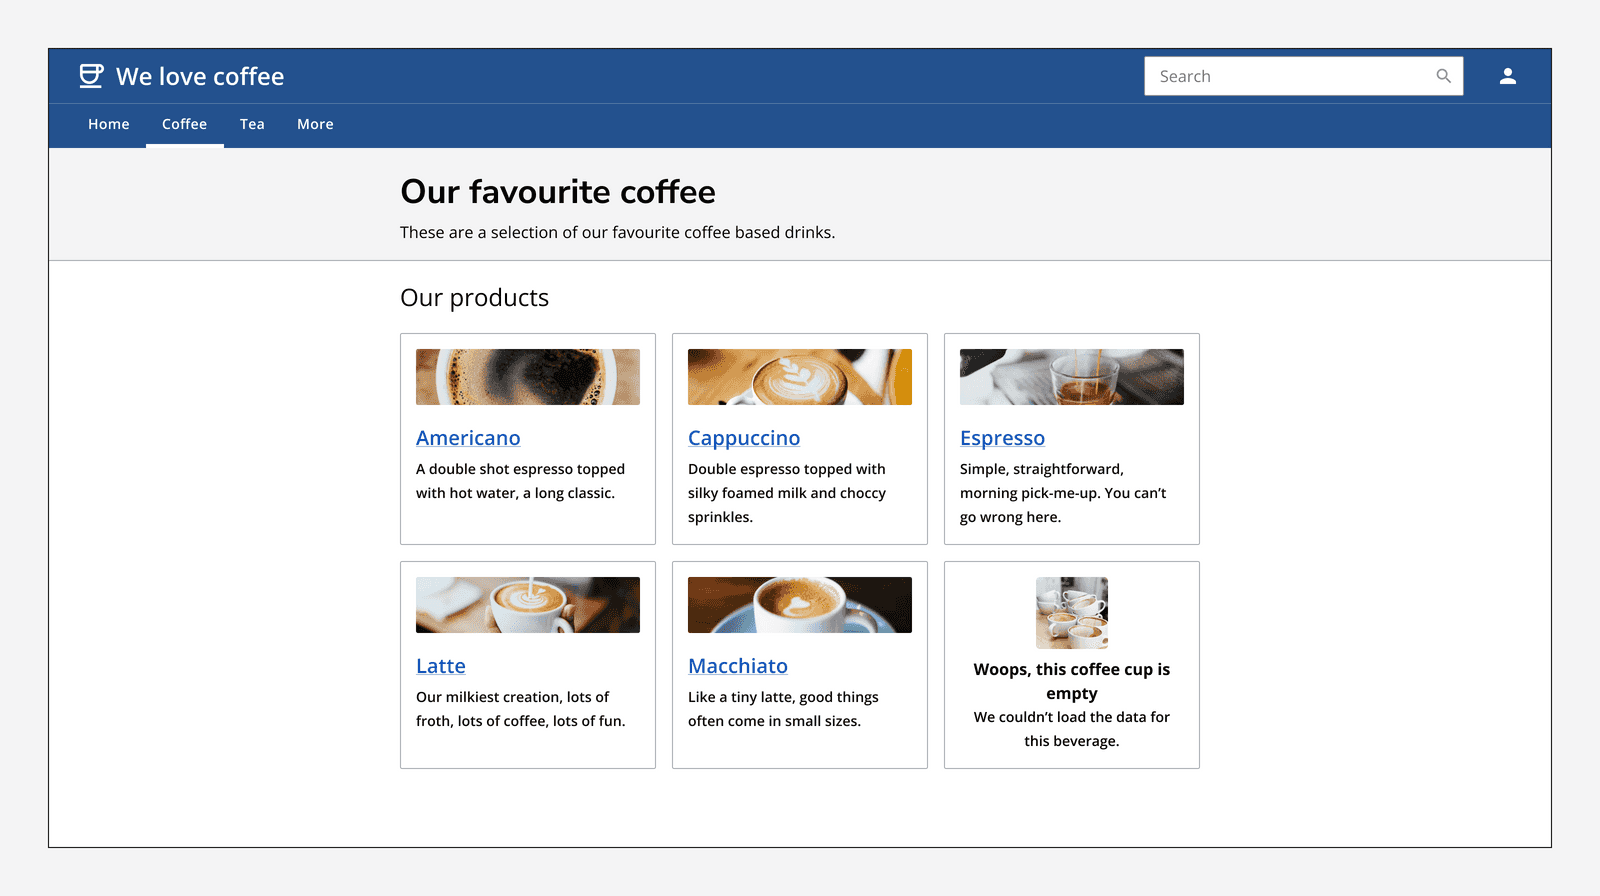 We love coffee
Search
Home
Coffee
Tea
More
Our favourite coffee
These are a selection of our favourite coffee based drinks.
Our products
Americano
A double shot espresso topped
with hot water, a long classic.
Cappuccino
Double espresso topped with
silky foamed milk and choccy
sprinkles.
Espresso
Simple, straightforward,
morning pick-me-up. You can’t
go wrong here.
Latte
Our milkiest creation, lots of
froth, lots of coffee, lots of fun.
Macchiato
Like a tiny latte, good things
often come in small sizes.
Woops, this coffee cup is
empty
We couldn’t load the data for
this beverage.